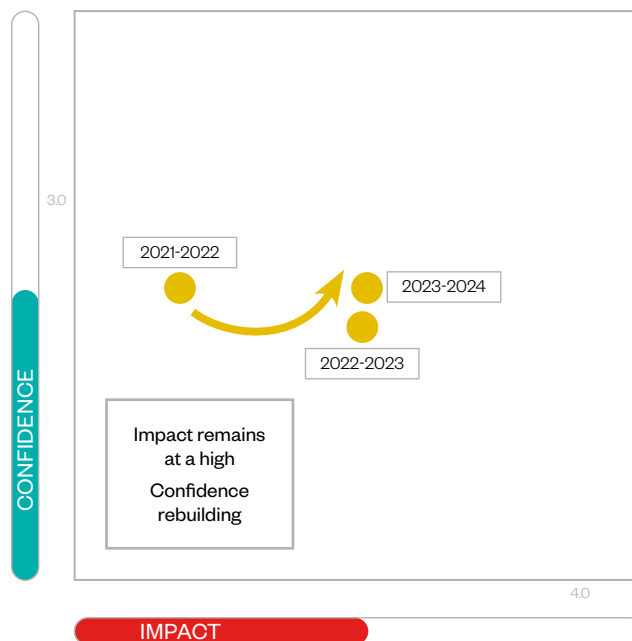 3.0
2021-2022
2023-2024
2022-2023
CONFIDENCE
Impact remains
at a high
Confidence
rebuilding
4.0
IMPACT